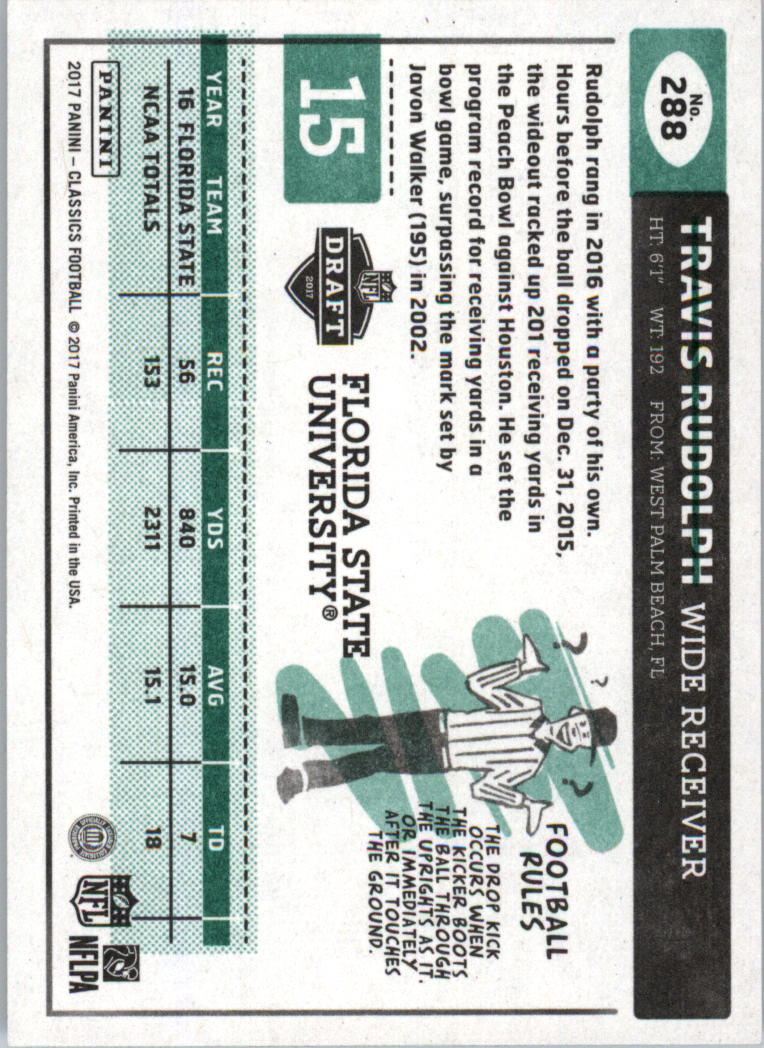 No.
288
TRAVIS RUDOLPH WIDE RECEIVER
HT: 6'1" WT: 192 FROM: WEST PALM BEACH, FL
Rudolph rang in 2016 with a party of his own.
Hours before the ball dropped on Dec. 31, 2015,
the wideout racked up 201 receiving yards in
the Peach Bowl against Houston. He set the
program record for receiving yards in a
bowl game, surpassing the mark set by
Javon Walker (195) in 2002.
? ? ?
FOOTBALL
RULES
THE DROP KICK
OCCURS WHEN
THE KICKER BOOTS
THE BALL THROUGH
THE UPRIGHTS AS IT,
OR IMMEDIATELY
AFTER IT TOUCHES
THE GROUND.
15
NFL
DRAFT
2017
FLORIDA STATE
UNIVERSITY®
YEAR TEAM REC YDS AVG TD
16 FLORIDA STATE 56 840 15.0 7
NCAA TOTALS 153 2311 15.1 18
PANINI
2017 PANINI – CLASSICS FOOTBALL © 2017 Panini America, Inc. Printed in the USA.
NFL
NFLPA